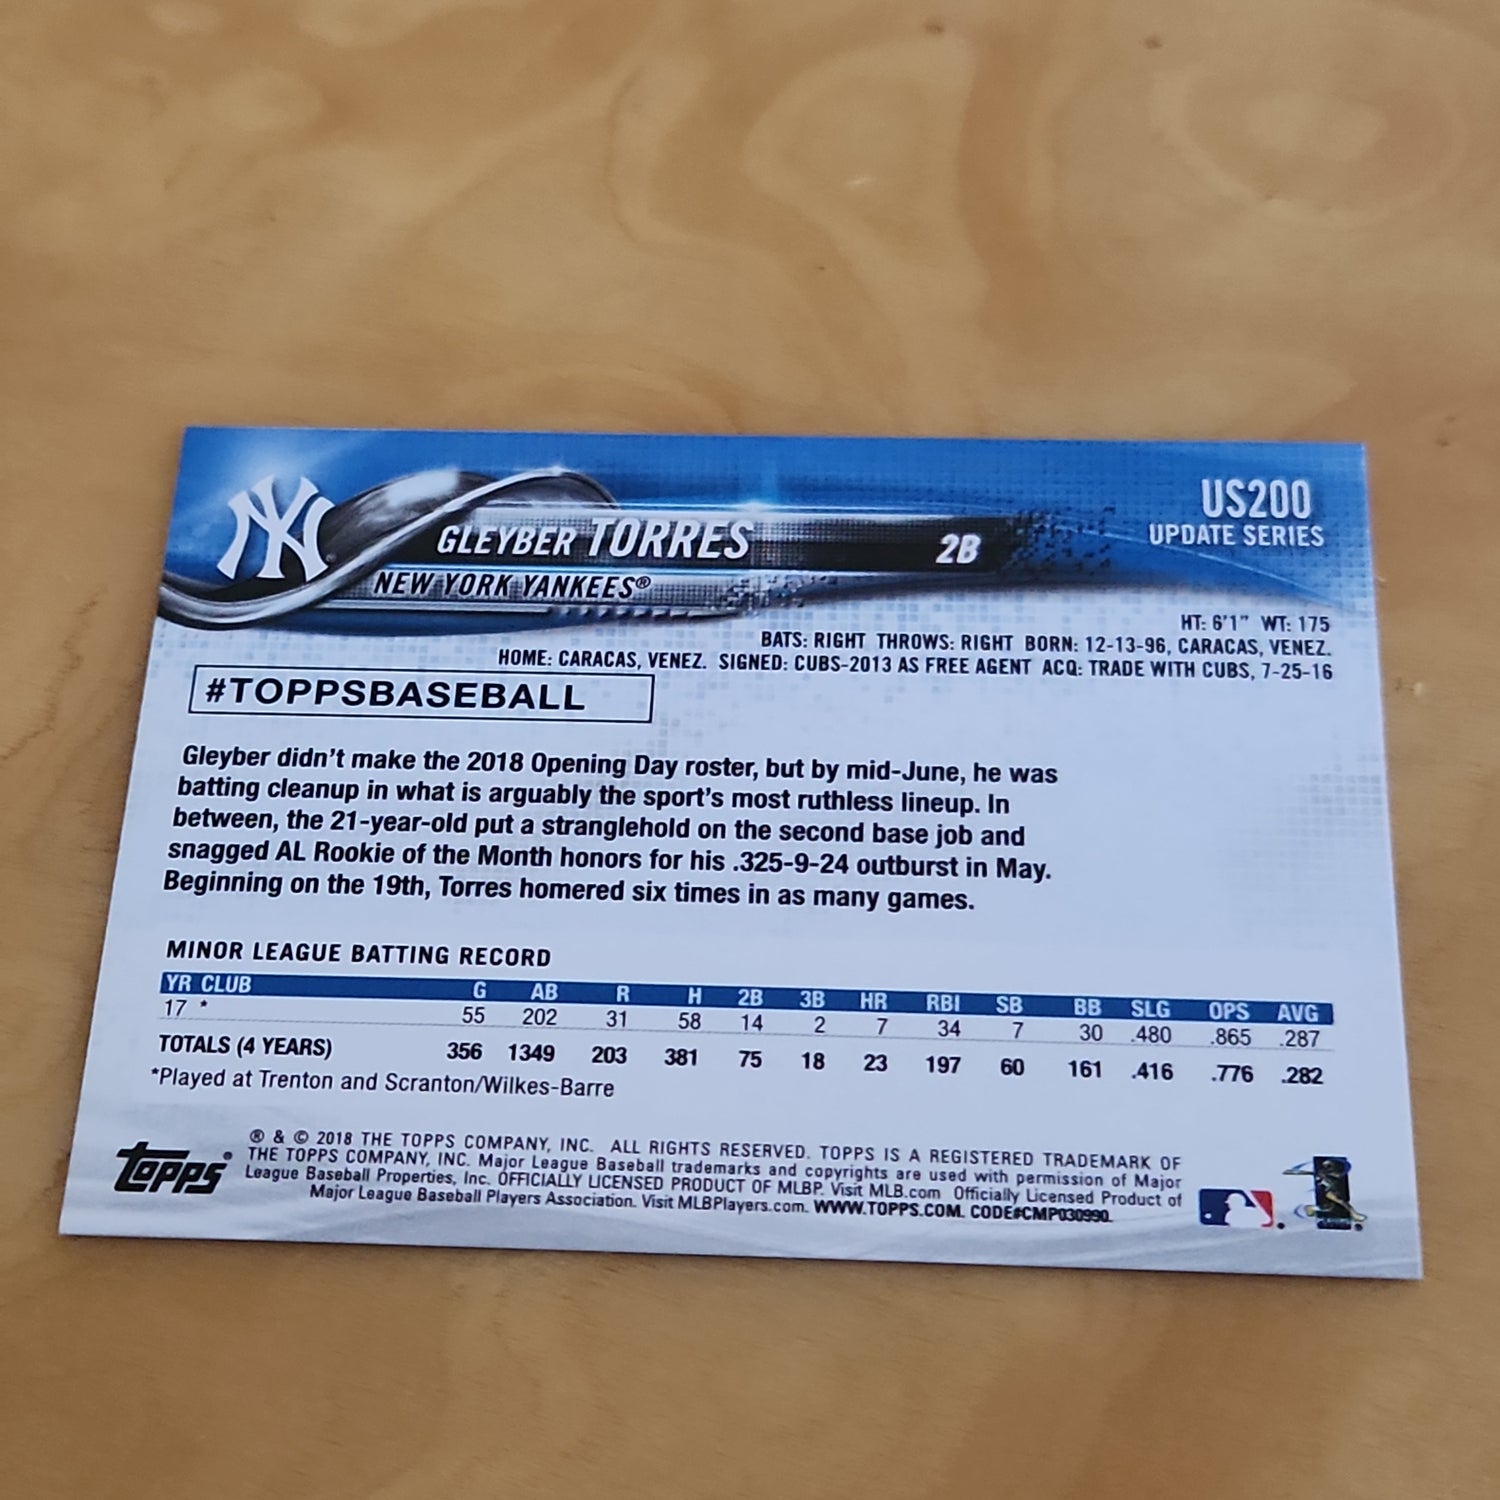 NY
US200
UPDATE SERIES
GLEYBER TORRES 2B
NEW YORK YANKEES®
HT: 6'1" WT: 175
BATS: RIGHT THROWS: RIGHT BORN: 12-13-96, CARACAS, VENEZ.
HOME: CARACAS, VENEZ. SIGNED: CUBS-2013 AS FREE AGENT ACQ: TRADE WITH CUBS, 7-25-16
#TOPPSBASEBALL
Gleyber didn't make the 2018 Opening Day roster, but by mid-June, he was
batting cleanup in what is arguably the sport's most ruthless lineup. In
between, the 21-year-old put a stranglehold on the second base job and
snagged AL Rookie of the Month honors for his .325-9-24 outburst in May.
Beginning on the 19th, Torres homered six times in as many games.
MINOR LEAGUE BATTING RECORD
YR CLUB G AB R H 2B 3B HR RBI SB BB SLG OPS AVG
17 * 55 202 31 58 14 2 7 34 7 30 .480 .865 .287
TOTALS (4 YEARS) 356 1349 203 381 75 18 23 197 60 161 .416 .776 .282
*Played at Trenton and Scranton/Wilkes-Barre
topps®
® & © 2018 THE TOPPS COMPANY, INC. ALL RIGHTS RESERVED. TOPPS IS A REGISTERED TRADEMARK OF
THE TOPPS COMPANY, INC. Major League Baseball trademarks and copyrights are used with permission of Major
League Baseball Properties, Inc. OFFICIALLY LICENSED PRODUCT OF MLBP. Visit MLB.com Officially Licensed Product of
Major League Baseball Players Association. Visit MLBPlayers.com. WWW.TOPPS.COM. CODE#CMP030990.